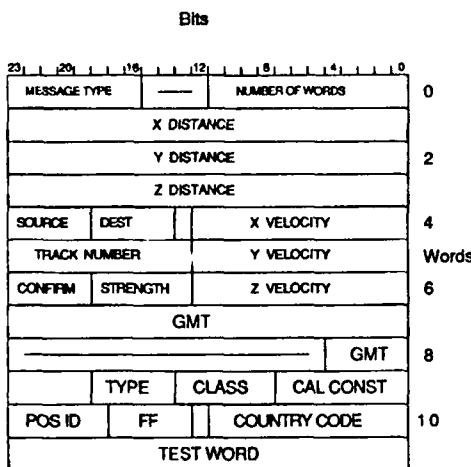 Bits
23 20 16 12 8 4 0
MESSAGE TYPE NUMBER OF WORDS 0
X DISTANCE
Y DISTANCE 2
Z DISTANCE
SOURCE DEST X VELOCITY 4
TRACK NUMBER Y VELOCITY Words
CONFIRM STRENGTH Z VELOCITY 6
GMT
GMT 8
TYPE CLASS CAL CONST
POS ID FF COUNTRY CODE 10
TEST WORD